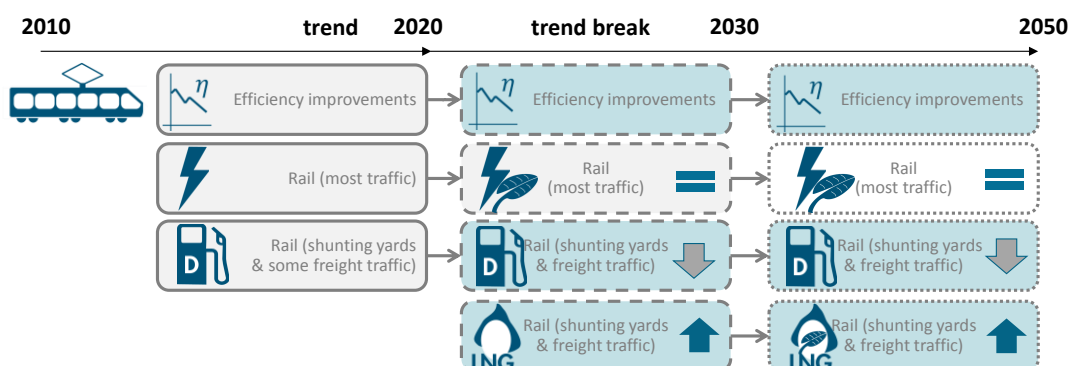 2010 trend 2020 trend break 2030 2050
η Efficiency improvements
η Efficiency improvements
η Efficiency improvements
Rail (most traffic)
Rail
(most traffic)
Rail
(most traffic)
D Rail (shunting yards
& some freight traffic)
D Rail (shunting yards
& freight traffic)
D Rail (shunting yards
& freight traffic)
Rail (shunting yards
& freight traffic)
LNG
Rail (shunting yards
& freight traffic)
LNG